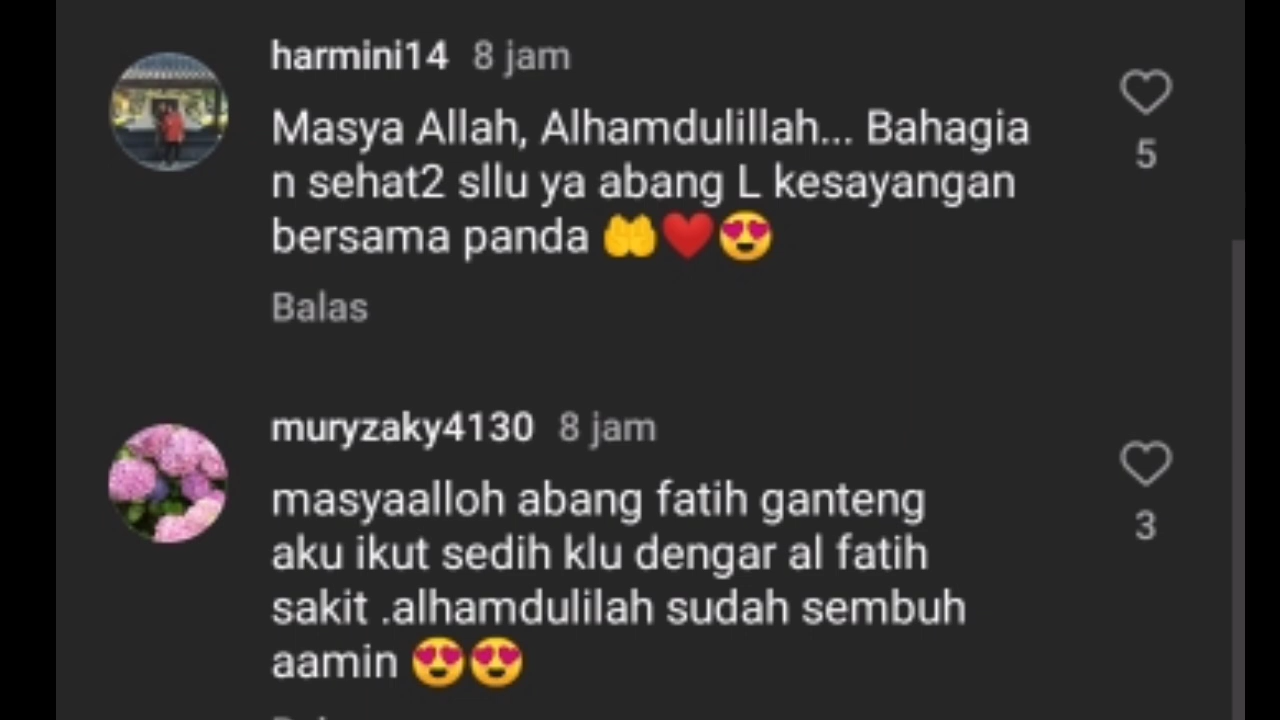 harmini14 8 jam
Masya Allah, Alhamdulillah... Bahagia
n sehat2 sllu ya abang L kesayangan
bersama panda 🤲❤️😍
5
Balas
muryzaky4130 8 jam
masyaalloh abang fatih ganteng
aku ikut sedih klu dengar al fatih
sakit .alhamdulilah sudah sembuh
aamin 😍😍
3